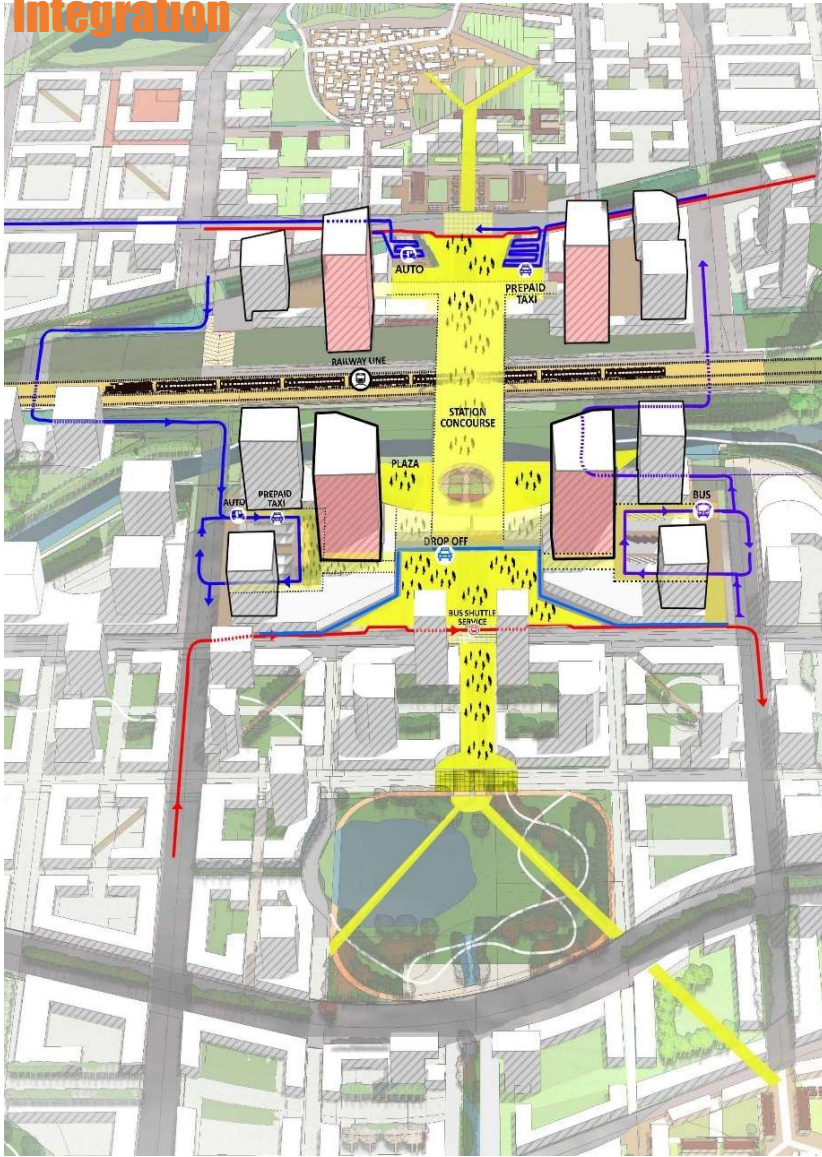 Integration
AUTO
PREPAID
TAXI
RAILWAY LINE
STATION
CONCOURSE
PLAZA
AUTO
PREPAID
TAXI
BUS
DROP OFF
BUS SHUTTLE
SERVICE